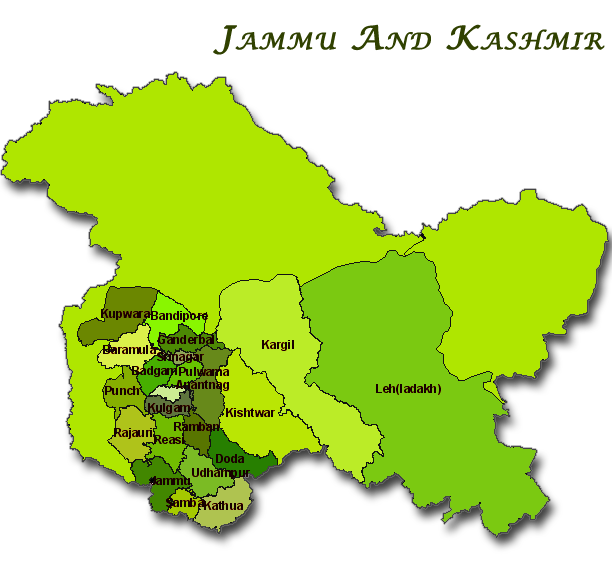 JAMMU AND KASHMIR
Kupwara
Bandipore
Ganderbal
Baramula
Srinagar
Kargil
Badgam
Pulwama
Anantnag
Punch
Leh(ladakh)
Kulgam
Kishtwar
Rajauri
Ramban
Reasi
Doda
Udhampur
Jammu
Samba
Kathua